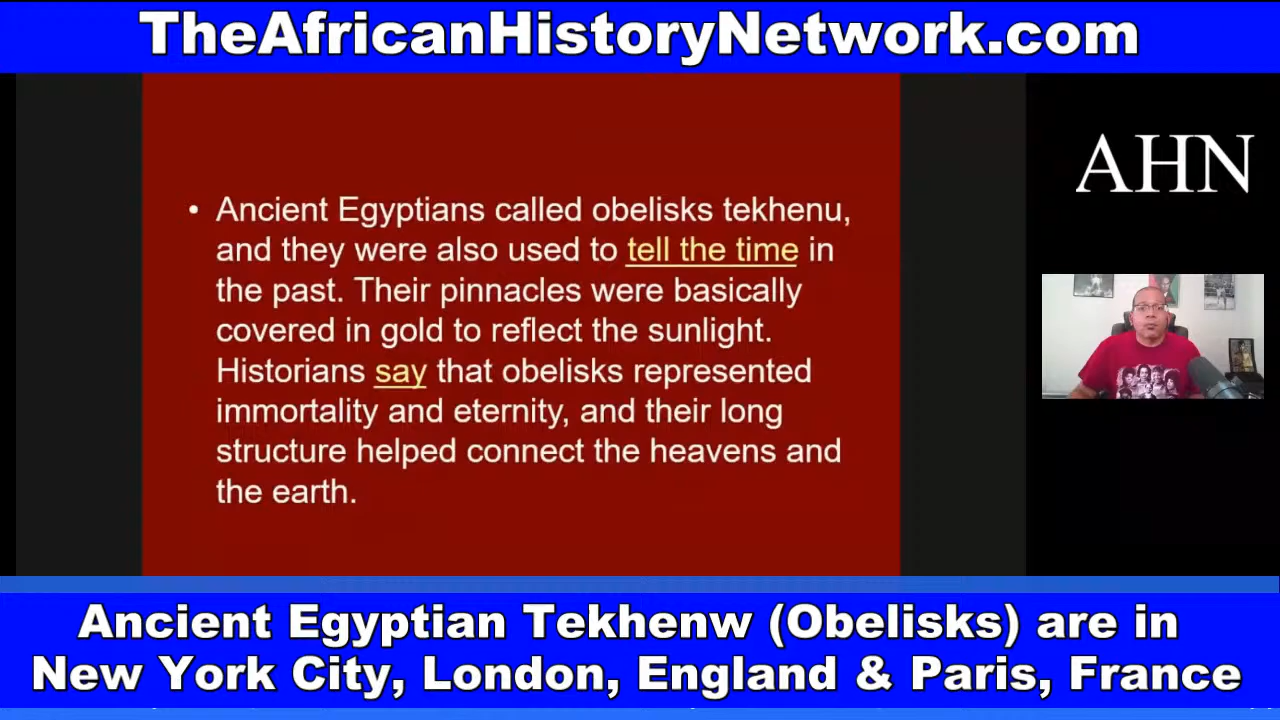 TheAfricanHistoryNetwork.com
AHN
• Ancient Egyptians called obelisks tekhenu,
and they were also used to tell the time in
the past. Their pinnacles were basically
covered in gold to reflect the sunlight.
Historians say that obelisks represented
immortality and eternity, and their long
structure helped connect the heavens and
the earth.
Ancient Egyptian Tekhenw (Obelisks) are in
New York City, London, England & Paris, France